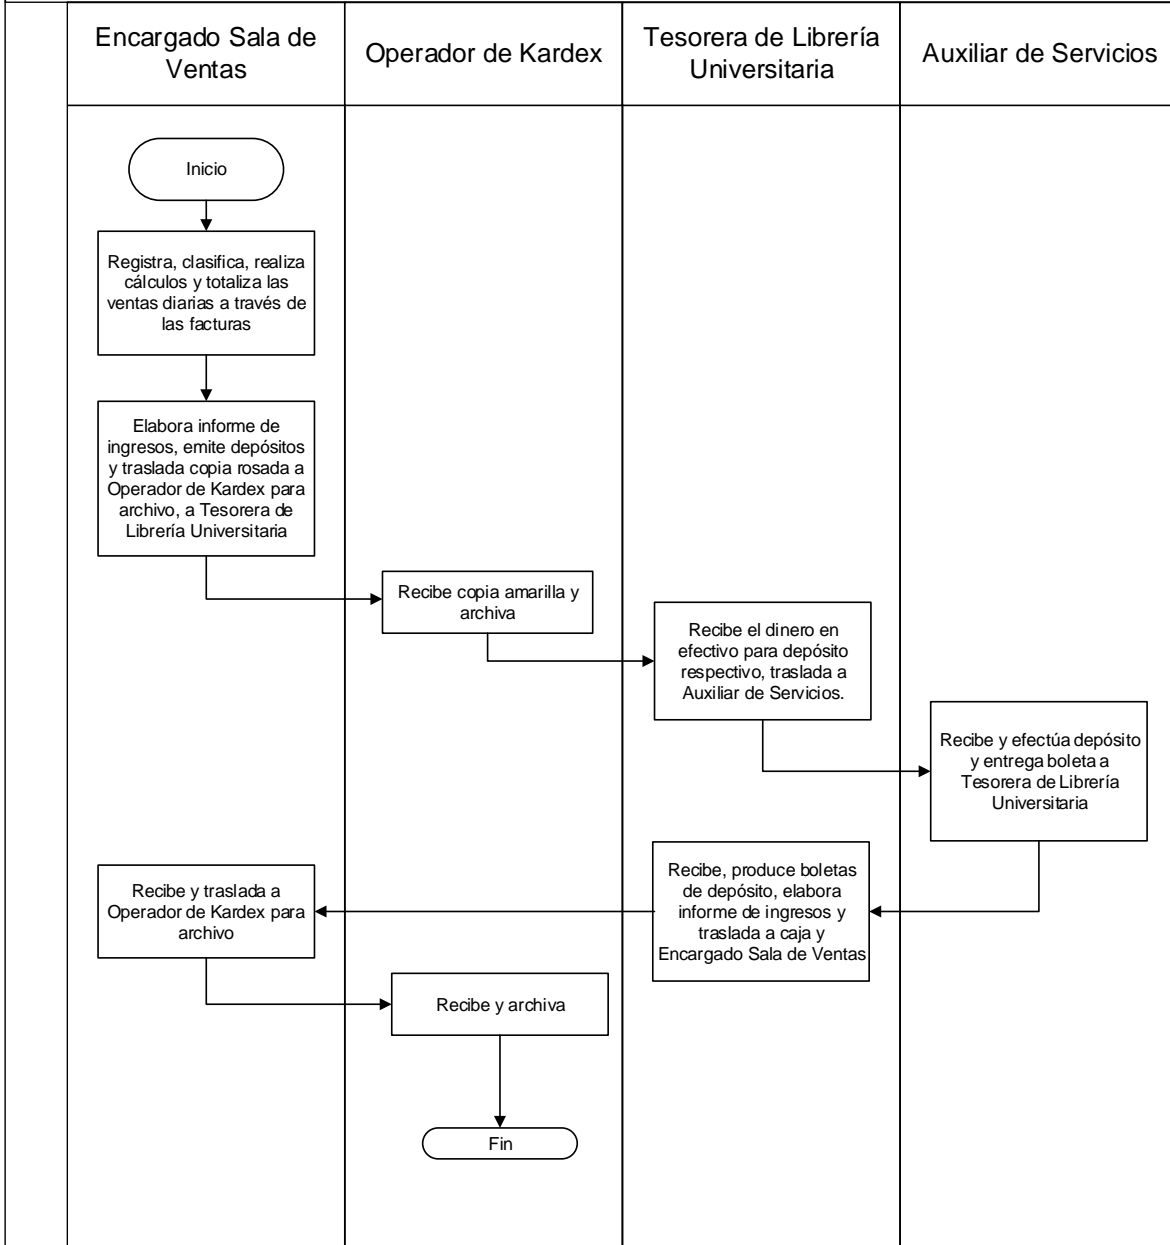 Encargado Sala de
Ventas
Operador de Kardex
Tesorera de Librería
Universitaria
Auxiliar de Servicios
Inicio
Registra, clasifica, realiza
cálculos y totaliza las
ventas diarias a través de
las facturas
Elabora informe de
ingresos, emite depósitos
y traslada copia rosada a
Operador de Kardex para
archivo, a Tesorera de
Librería Universitaria
Recibe copia amarilla y
archiva
Recibe el dinero en
efectivo para depósito
respectivo, traslada a
Auxiliar de Servicios.
Recibe y efectúa depósito
y entrega boleta a
Tesorera de Librería
Universitaria
Recibe, produce boletas
de depósito, elabora
informe de ingresos y
traslada a caja y
Encargado Sala de Ventas
Recibe y traslada a
Operador de Kardex para
archivo
Recibe y archiva
Fin